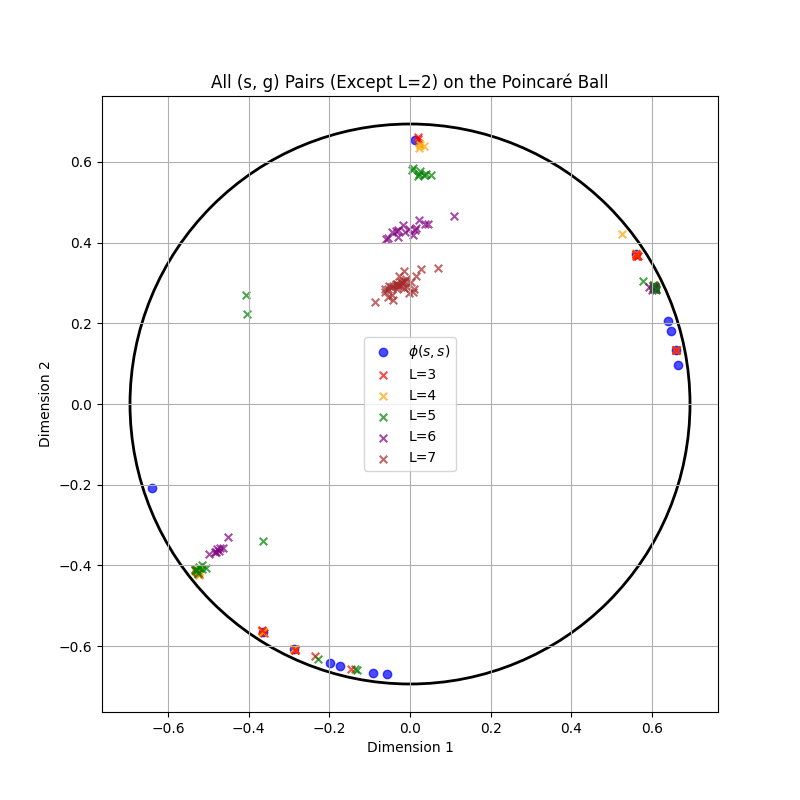 All (s, g) Pairs (Except L=2) on the Poincaré Ball
Dimension 2
0.6
0.4
0.2
0.0
−0.2
−0.4
−0.6
ϕ(s, s)
L=3
L=4
L=5
L=6
L=7
−0.6 −0.4 −0.2 0.0 0.2 0.4 0.6
Dimension 1